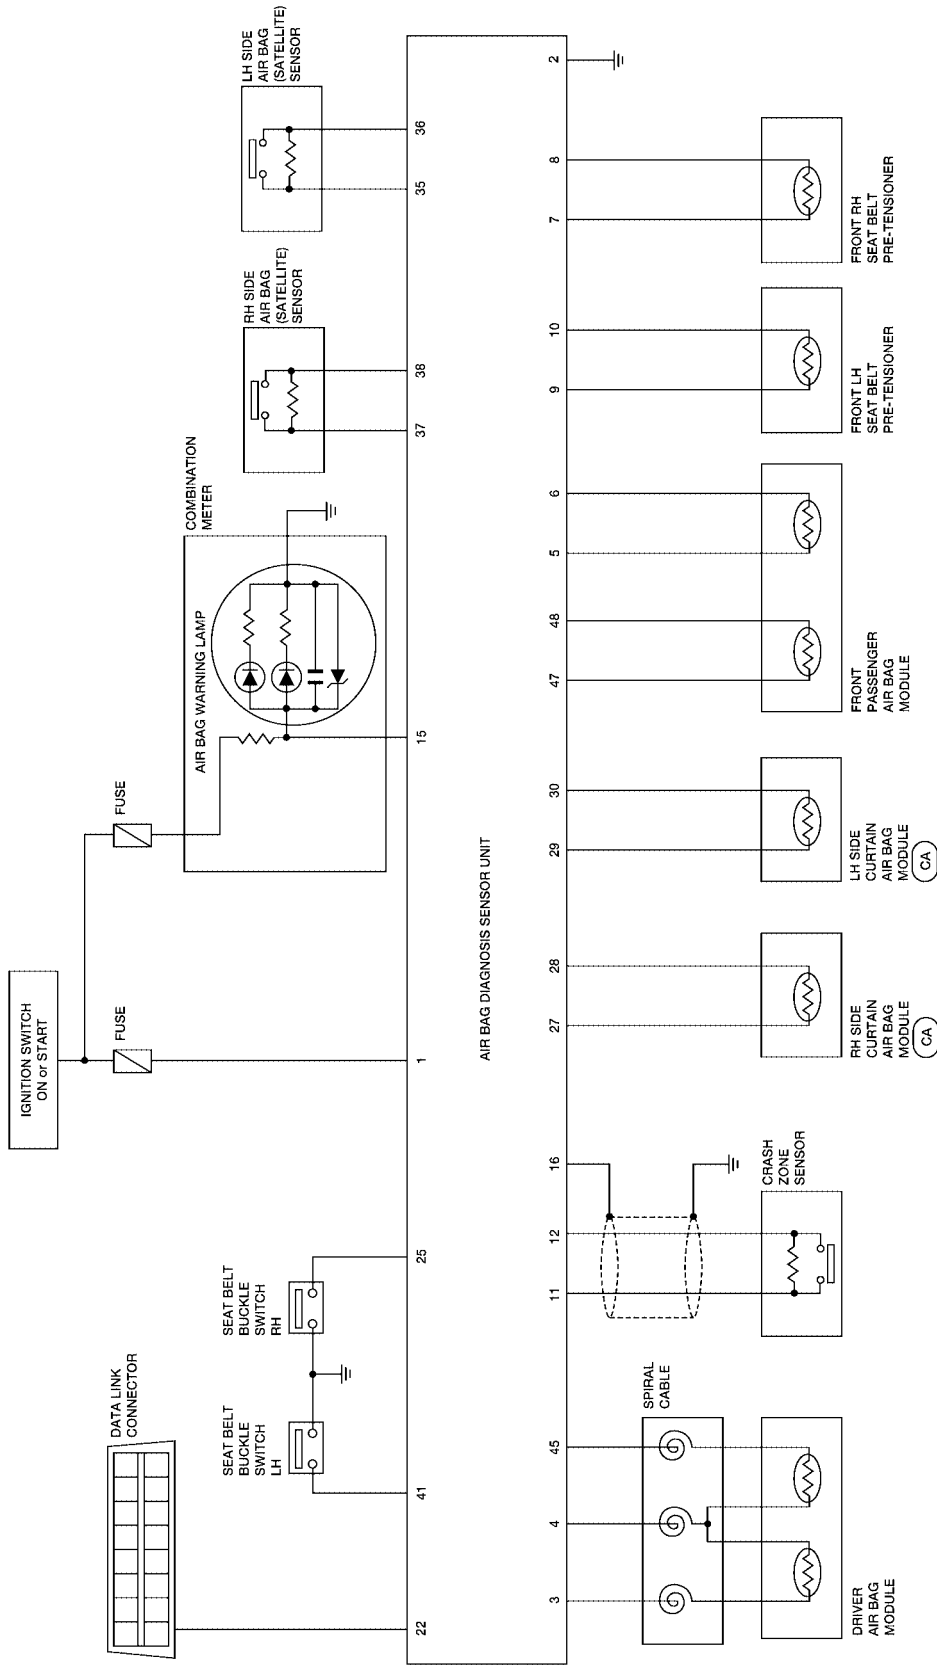 DATA LINK
CONNECTOR
22
SEAT BELT
BUCKLE
SWITCH
LH
41
SEAT BELT
BUCKLE
SWITCH
RH
25
IGNITION SWITCH
ON or START
FUSE
1
FUSE
COMBINATION
METER
AIR BAG WARNING LAMP
15
RH SIDE
AIR BAG
(SATELLITE)
SENSOR
37
38
LH SIDE
AIR BAG
(SATELLITE)
SENSOR
35
36
AIR BAG DIAGNOSIS SENSOR UNIT
3
4
45
SPIRAL
CABLE
DRIVER
AIR BAG
MODULE
11
12
16
CRASH
ZONE
SENSOR
27
28
RH SIDE
CURTAIN
AIR BAG
MODULE
CA
29
30
LH SIDE
CURTAIN
AIR BAG
MODULE
CA
47
48
5
6
FRONT
PASSENGER
AIR BAG
MODULE
9
10
FRONT LH
SEAT BELT
PRE-TENSIONER
7
8
FRONT RH
SEAT BELT
PRE-TENSIONER
2